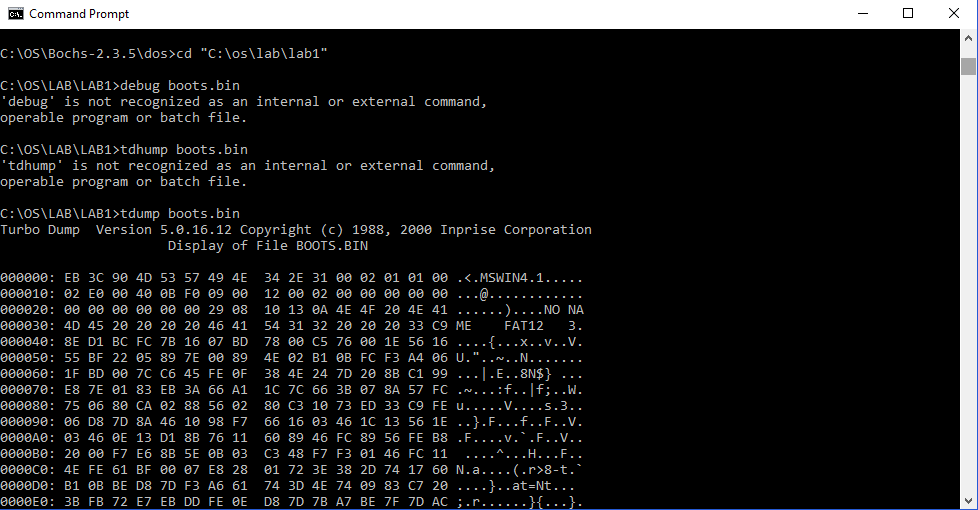 Command Prompt
C:\OS\Bochs-2.3.5\dos>cd "C:\os\lab\lab1"
C:\OS\LAB\LAB1>debug boots.bin
'debug' is not recognized as an internal or external command,
operable program or batch file.
C:\OS\LAB\LAB1>tdhump boots.bin
'tdhump' is not recognized as an internal or external command,
operable program or batch file.
C:\OS\LAB\LAB1>tdump boots.bin
Turbo Dump  Version 5.0.16.12 Copyright (c) 1988, 2000 Inprise Corporation
Display of File BOOTS.BIN
000000: EB 3C 90 4D 53 57 49 4E  34 2E 31 00 02 01 01 00 .<.MSWIN4.1.....
000010: 02 E0 00 40 0B F0 09 00  12 00 02 00 00 00 00 00 ...@............
000020: 00 00 00 00 00 00 29 08  10 13 0A 4E 4F 20 4E 41 ......)....NO NA
000030: 4D 45 20 20 20 20 46 41  54 31 32 20 20 20 33 C9 ME    FAT12   3.
000040: 8E D1 BC FC 7B 16 07 BD  78 00 C5 76 00 1E 56 16 ....{...x..v..V.
000050: 55 BF 22 05 89 7E 00 89  4E 02 B1 0B FC F3 A4 06 U."..~..N.......
000060: 1F BD 00 7C C6 45 FE 0F  38 4E 24 7D 20 8B C1 99 ...|.E..8N$} ...
000070: E8 7E 01 83 EB 3A 66 A1  1C 7C 66 3B 07 8A 57 FC .~...:f..|f;..W.
000080: 75 06 80 CA 02 88 56 02  80 C3 10 73 ED 33 C9 FE u.....V....s.3..
000090: 06 D8 7D 8A 46 10 98 F7  66 16 03 46 1C 13 56 1E ..}.F...f..F..V.
0000A0: 03 46 0E 13 D1 8B 76 11  60 89 46 FC 89 56 FE B8 .F....v.`.F..V..
0000B0: 20 00 F7 E6 8B 5E 0B 03  C3 48 F7 F3 01 46 FC 11  ....^...H...F..
0000C0: 4E FE 61 BF 00 07 E8 28  01 72 3E 38 2D 74 17 60 N.a....(.r>8-t.`
0000D0: B1 0B BE D8 7D F3 A6 61  74 3D 4E 74 09 83 C7 20 ....}..at=Nt...
0000E0: 3B FB 72 E7 EB DD FE 0E  D8 7D 7B A7 BE 7F 7D AC ;.r......}{...}.